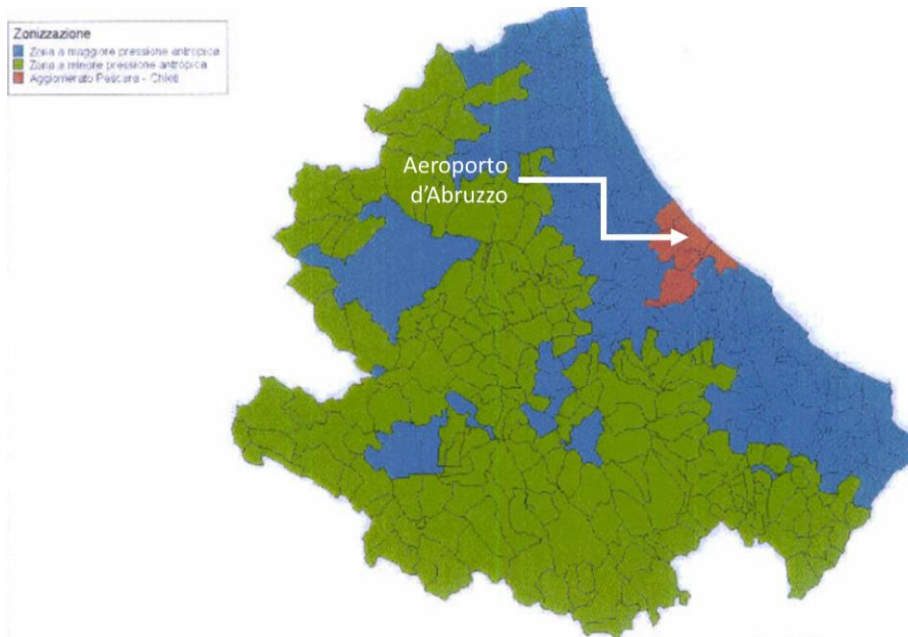 Zonizzazione
Zona a maggiore pressione antropica
Zona a minore pressione antropica
Agglomerato Pescara - Chieti
Aeroporto
d'Abruzzo